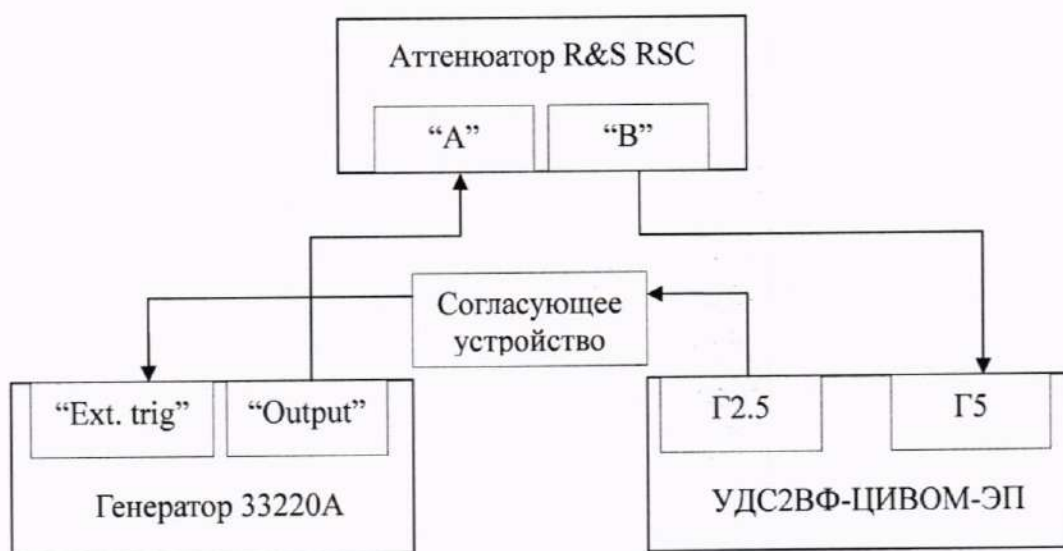 Аттенюатор R&S RSC
“A”
“B”
Согласующее
устройство
“Ext. trig”
“Output”
Генератор 33220A
Г2.5
Г5
УДС2ВФ-ЦИВОМ-ЭП